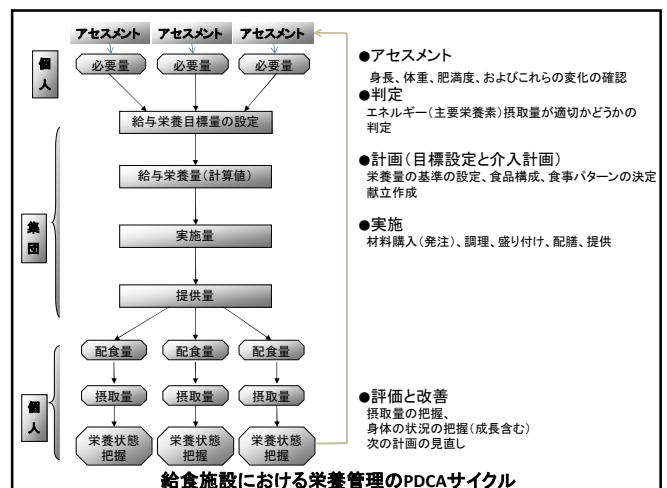 アセスメント アセスメント アセスメント
個人
必要量 必要量 必要量
給与栄養目標量の設定
給与栄養量(計算値)
集団
実施量
提供量
配食量 配食量 配食量
個人
摂取量 摂取量 摂取量
栄養状態 栄養状態 栄養状態
把握 把握 把握
●アセスメント
身長、体重、肥満度、およびこれらの変化の確認
●判定
エネルギー(主要栄養素)摂取量が適切かどうかの
判定
●計画(目標設定と介入計画)
栄養量の基準の設定、食品構成、食事パターンの決定
献立作成
●実施
材料購入(発注)、調理、盛り付け、配膳、提供
●評価と改善
摂取量の把握、
身体の状況の把握(成長含む)
次の計画の見直し
給食施設における栄養管理のPDCAサイクル